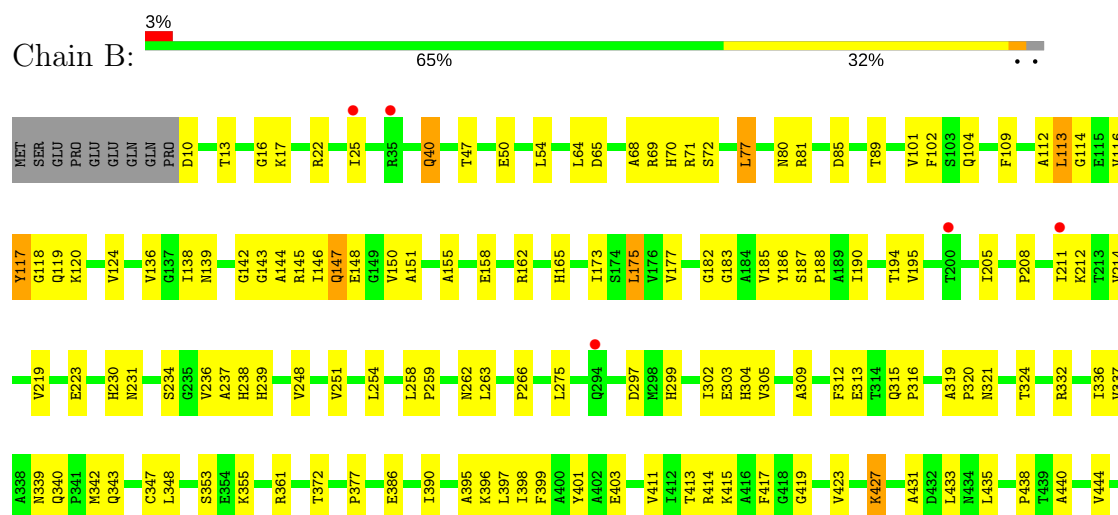 3%
Chain B:
65% 32% • •
MET SER GLU PRO GLU GLU GLN GLN PRO D10 T13 G16 K17 R22 I25 R35 Q40 T47 E50 L54 L64 D65 A68 R69 H70 R71 S72 L77 N80 R81 D85 T89 V101 F102 S103 Q104 F109 A112 L113 G114 E115 V116
Y117 G118 Q119 K120 V124 V136 G137 I138 N139 G142 G143 A144 R145 I146 Q147 E148 G149 V150 A151 A155 E158 R162 H165 I173 S174 L175 V176 V177 G182 G183 A184 V185 Y186 S187 P188 A189 I190 T194 V195 T200 I205 P208 I211 K212 T213 V214
V219 E223 H230 N231 S234 G235 V236 A237 H238 H239 V248 V251 L254 L258 P259 N262 L263 P266 L275 Q294 D297 M298 H299 I302 E303 H304 V305 A309 F312 E313 T314 Q315 P316 A319 P320 N321 T324 R332 I336 V337
A338 N339 Q340 P341 M342 Q343 C347 L348 S353 E354 K355 R361 T372 P377 E386 I390 A395 K396 L397 I398 F399 A400 Y401 A402 E403 V411 I412 T413 R414 K415 A416 F417 G418 G419 V423 K427 A431 D432 L433 N434 L435 P438 T439 A440 V444